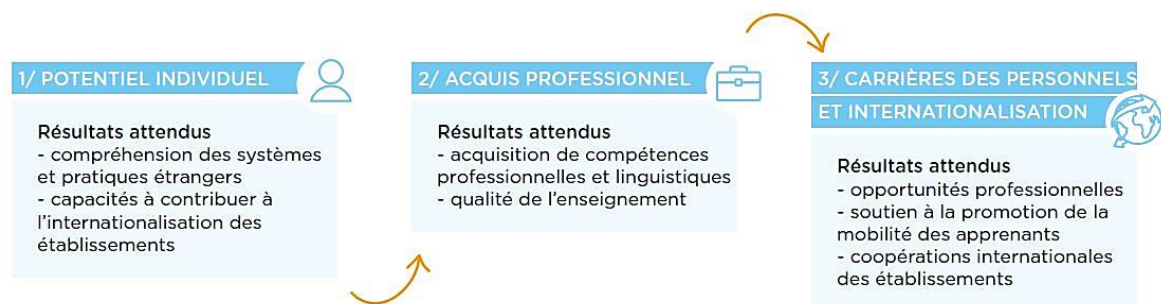 1/ POTENTIEL INDIVIDUEL
Résultats attendus
- compréhension des systèmes
et pratiques étrangers
- capacités à contribuer à
l'internationalisation des
établissements
2/ ACQUIS PROFESSIONNEL
Résultats attendus
- acquisition de compétences
professionnelles et linguistiques
- qualité de l'enseignement
3/ CARRIÈRES DES PERSONNELS
ET INTERNATIONALISATION
Résultats attendus
- opportunités professionnelles
- soutien à la promotion de la
mobilité des apprenants
- coopérations internationales
des établissements